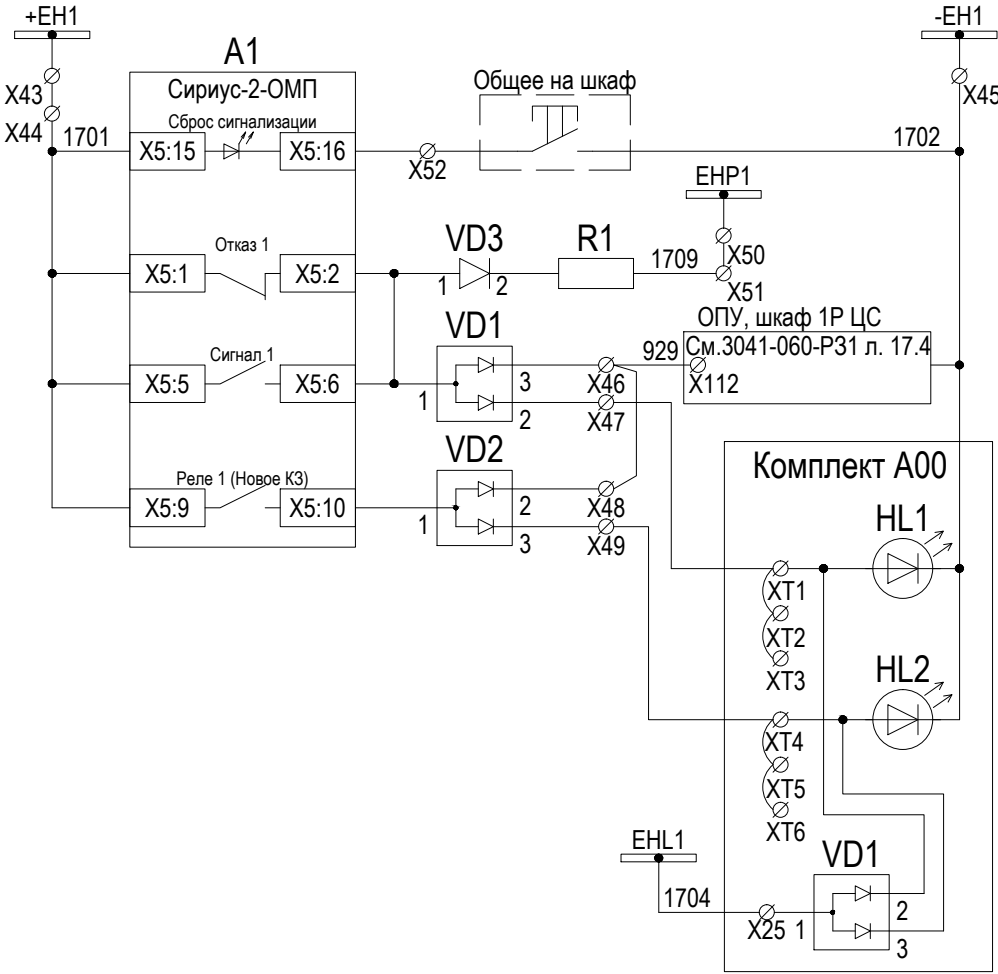 +EH1
-EH1
A1
Сириус-2-ОМП
Общее на шкаф
X43
X45
Сброс сигнализации
X44
1701
X5:15
X5:16
X52
1702
EHP1
Отказ 1
VD3
R1
X5:1
X5:2
1
2
1709
X50
X51
VD1
ОПУ, шкаф 1Р ЦС
См.3041-060-РЗ1 л. 17.4
929
X112
Сигнал 1
X5:5
X5:6
1
3
2
X46
X47
VD2
Комплект А00
Реле 1 (Новое КЗ)
X5:9
X5:10
1
2
3
X48
X49
HL1
XT1
XT2
XT3
HL2
XT4
XT5
XT6
EHL1
VD1
1704
X25
1
2
3